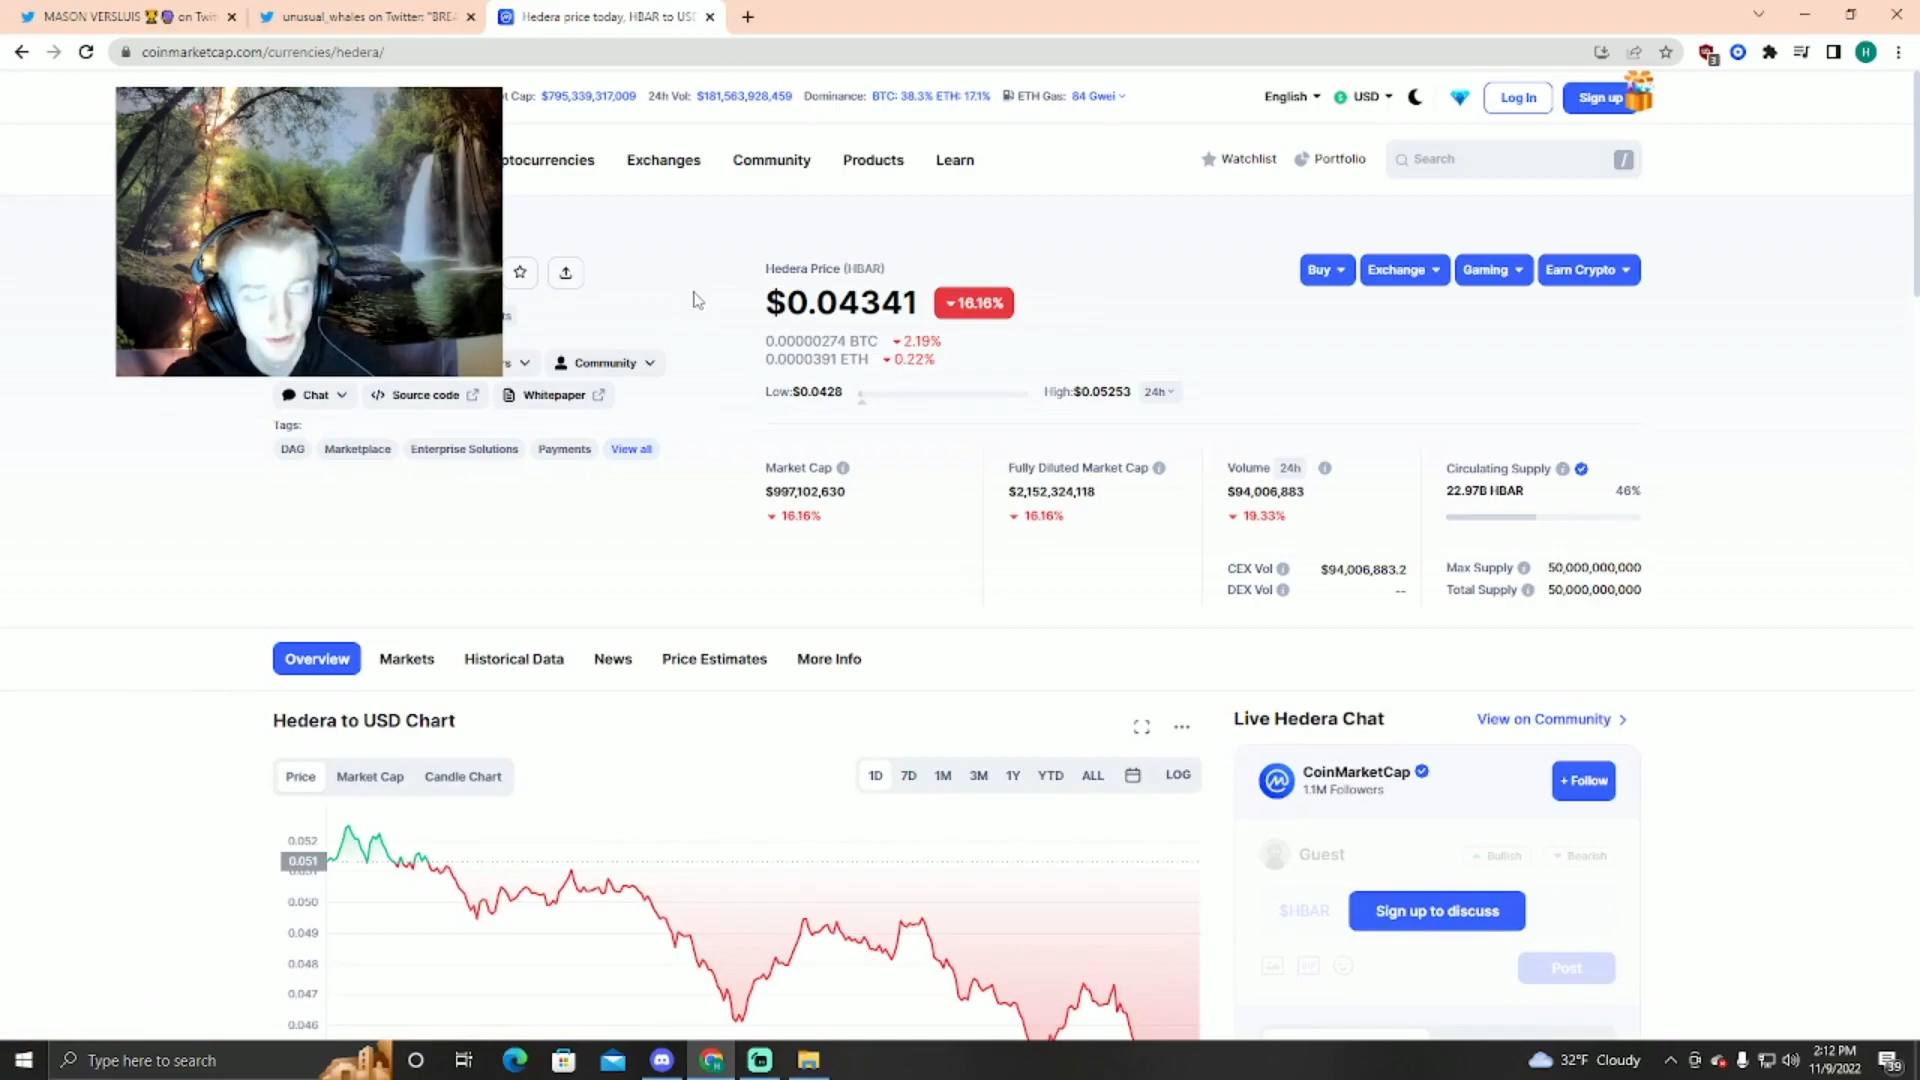 MASON VERSLUIS 🏆🔮 on Twit
unusual_whales on Twitter: "BREA
Hedera price today, HBAR to USD
coinmarketcap.com/currencies/hedera/
t Cap: $795,339,317,009 24h Vol: $181,563,928,459 Dominance: BTC: 38.3% ETH: 17.1% ETH Gas: 84 Gwei
English USD Log In Sign up
ptocurrencies Exchanges Community Products Learn
Watchlist Portfolio Search /
Hedera Price (HBAR)
$0.04341 16.16%
Buy Exchange Gaming Earn Crypto
0.00000274 BTC 2.19%
0.0000391 ETH 0.22%
Low:$0.0428 High:$0.05253 24h
Community
Chat Source code Whitepaper
Tags:
DAG Marketplace Enterprise Solutions Payments View all
Market Cap
$997,102,630
16.16%
Fully Diluted Market Cap
$2,152,324,118
16.16%
Volume 24h
$94,006,883
19.33%
CEX Vol $94,006,883.2
DEX Vol --
Circulating Supply
22.97B HBAR 46%
Max Supply 50,000,000,000
Total Supply 50,000,000,000
Overview Markets Historical Data News Price Estimates More Info
Hedera to USD Chart
Price Market Cap Candle Chart
1D 7D 1M 3M 1Y YTD ALL LOG
0.052
0.051
0.050
0.049
0.048
0.047
0.046
Live Hedera Chat View on Community
CoinMarketCap
1.1M Followers
+ Follow
Guest Bullish Bearish
$HBAR Sign up to discuss
GIF
Post
Type here to search
32°F Cloudy
2:12 PM
11/9/2022
39